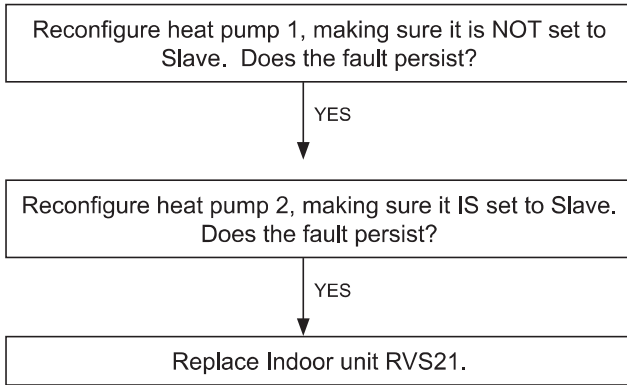 Reconfigure heat pump 1, making sure it is NOT set to
Slave.  Does the fault persist?
YES
Reconfigure heat pump 2, making sure it IS set to Slave.
Does the fault persist?
YES
Replace Indoor unit RVS21.